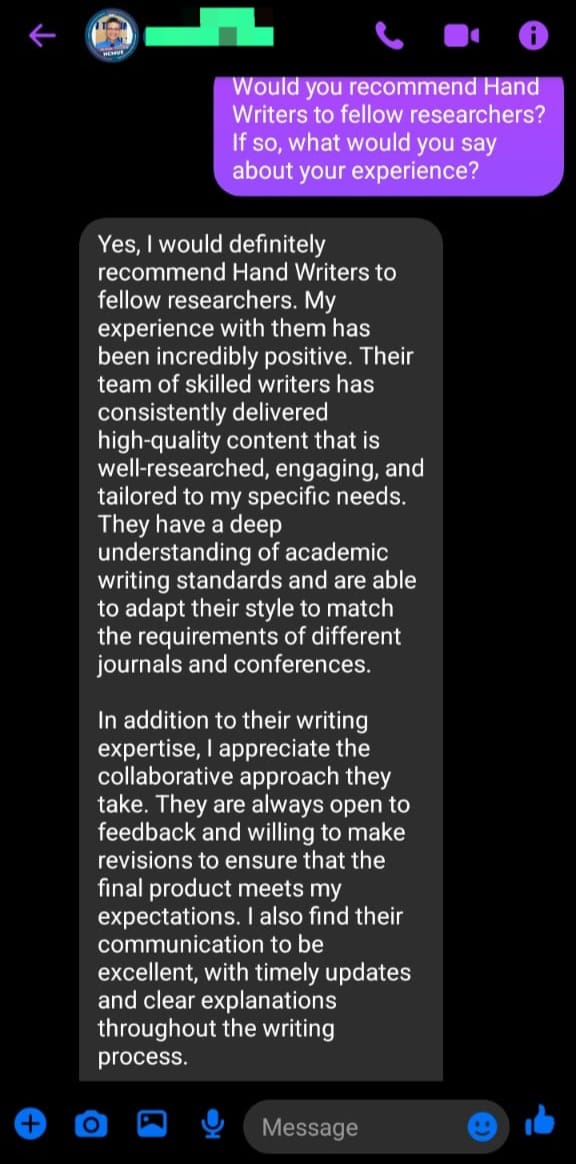 Would you recommend Hand
Writers to fellow researchers?
If so, what would you say
about your experience?
Yes, I would definitely
recommend Hand Writers to
fellow researchers. My
experience with them has
been incredibly positive. Their
team of skilled writers has
consistently delivered
high-quality content that is
well-researched, engaging, and
tailored to my specific needs.
They have a deep
understanding of academic
writing standards and are able
to adapt their style to match
the requirements of different
journals and conferences.
In addition to their writing
expertise, I appreciate the
collaborative approach they
take. They are always open to
feedback and willing to make
revisions to ensure that the
final product meets my
expectations. I also find their
communication to be
excellent, with timely updates
and clear explanations
throughout the writing
process.
Message